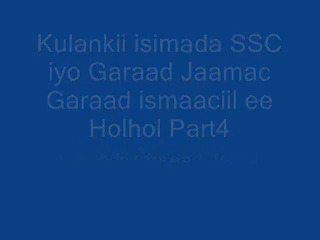 Kulankii isimada SSC
iyo Garaad Jaamac
Garaad ismaaciil ee
Holhol Part4